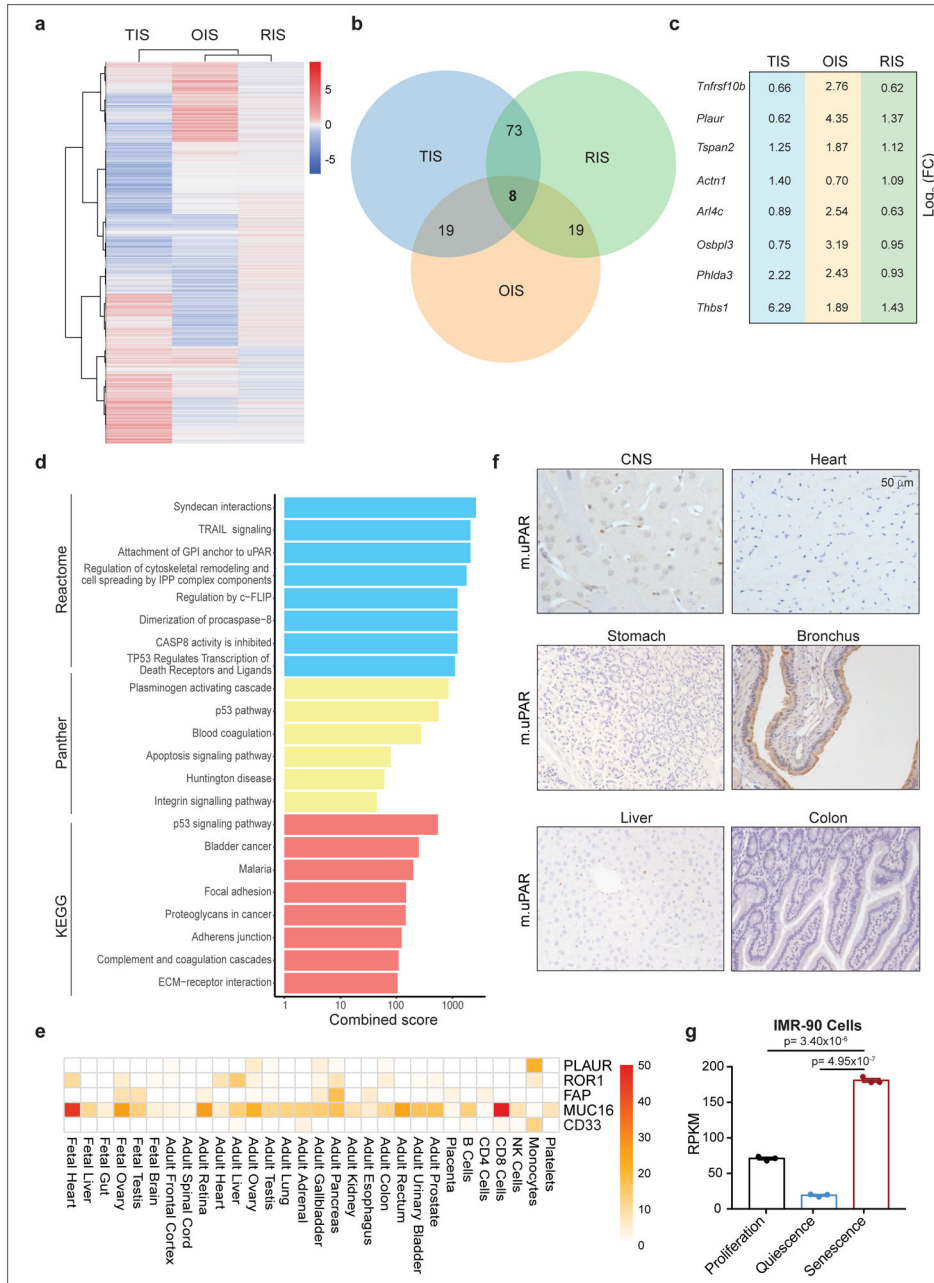 a
TIS OIS RIS
5
0
-5
b
TIS
73
RIS
8
19
19
OIS
c
TIS OIS RIS
Tnfrsf10b 0.66 2.76 0.62
Plaur 0.62 4.35 1.37
Tspan2 1.25 1.87 1.12
Actn1 1.40 0.70 1.09
Arl4c 0.89 2.54 0.63
Osbpl3 0.75 3.19 0.95
Phlda3 2.22 2.43 0.93
Thbs1 6.29 1.89 1.43
Log₂ (FC)
d
Reactome
Syndecan interactions
TRAIL signaling
Attachment of GPI anchor to uPAR
Regulation of cytoskeletal remodeling and
cell spreading by IPP complex components
Regulation by c-FLIP
Dimerization of procaspase-8
CASP8 activity is inhibited
TP53 Regulates Transcription of
Death Receptors and Ligands
Panther
Plasminogen activating cascade
p53 pathway
Blood coagulation
Apoptosis signaling pathway
Huntington disease
Integrin signalling pathway
KEGG
p53 signaling pathway
Bladder cancer
Malaria
Focal adhesion
Proteoglycans in cancer
Adherens junction
Complement and coagulation cascades
ECM-receptor interaction
1 10 100 1000
Combined score
e
PLAUR
ROR1
FAP
MUC16
CD33
50
40
30
20
10
0
Fetal Heart
Fetal Liver
Fetal Gut
Fetal Ovary
Fetal Testis
Fetal Brain
Adult Frontal Cortex
Adult Spinal Cord
Adult Retina
Adult Heart
Adult Liver
Adult Ovary
Adult Testis
Adult Lung
Adult Adrenal
Adult Gallbladder
Adult Pancreas
Adult Kidney
Adult Esophagus
Adult Colon
Adult Rectum
Adult Urinary Bladder
Adult Prostate
Placenta
B Cells
CD4 Cells
CD8 Cells
NK Cells
Monocytes
Platelets
f
CNS Heart
50 µm
m.uPAR
Stomach Bronchus
m.uPAR
Liver Colon
m.uPAR
g
IMR-90 Cells
p= 3.40x10⁻⁶
p= 4.95x10⁻⁷
200
150
100
50
0
RPKM
Proliferation
Quiescence
Senescence